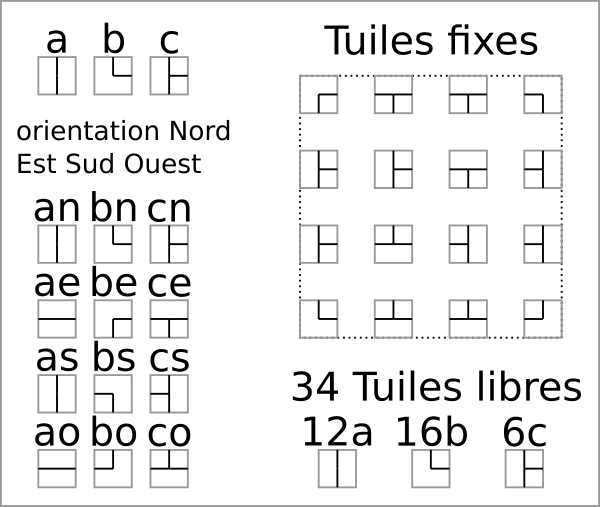 a b c
orientation Nord
Est Sud Ouest
an bn cn
ae be ce
as bs cs
ao bo co
Tuiles fixes
34 Tuiles libres
12a 16b 6c